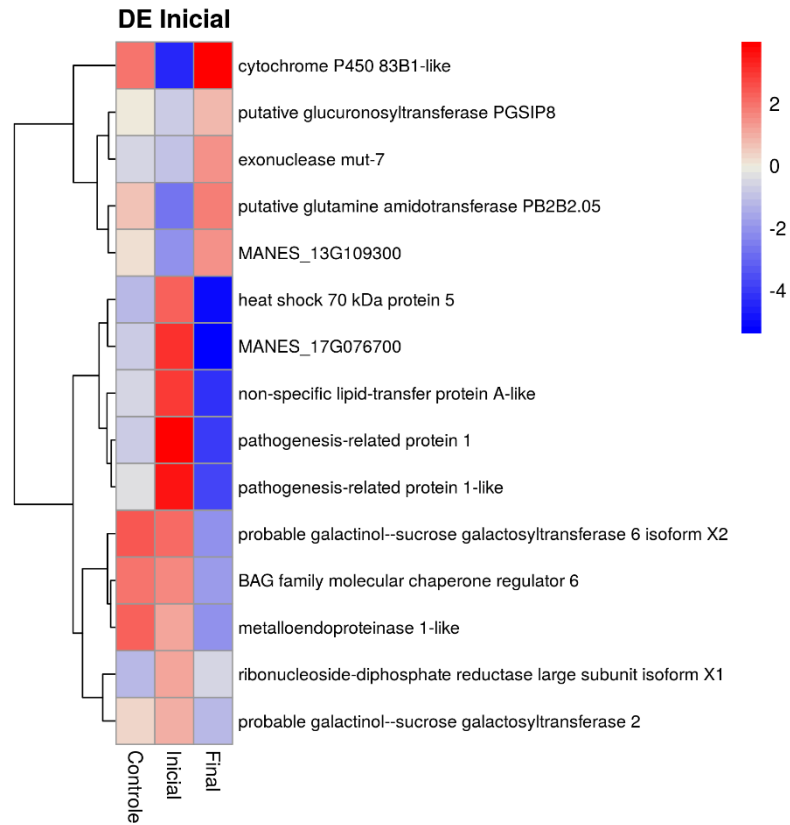 DE Inicial
cytochrome P450 83B1-like
putative glucuronosyltransferase PGSIP8
exonuclease mut-7
putative glutamine amidotransferase PB2B2.05
MANES_13G109300
heat shock 70 kDa protein 5
MANES_17G076700
non-specific lipid-transfer protein A-like
pathogenesis-related protein 1
pathogenesis-related protein 1-like
probable galactinol--sucrose galactosyltransferase 6 isoform X2
BAG family molecular chaperone regulator 6
metalloendoproteinase 1-like
ribonucleoside-diphosphate reductase large subunit isoform X1
probable galactinol--sucrose galactosyltransferase 2
Controle
Inicial
Final
2
0
-2
-4